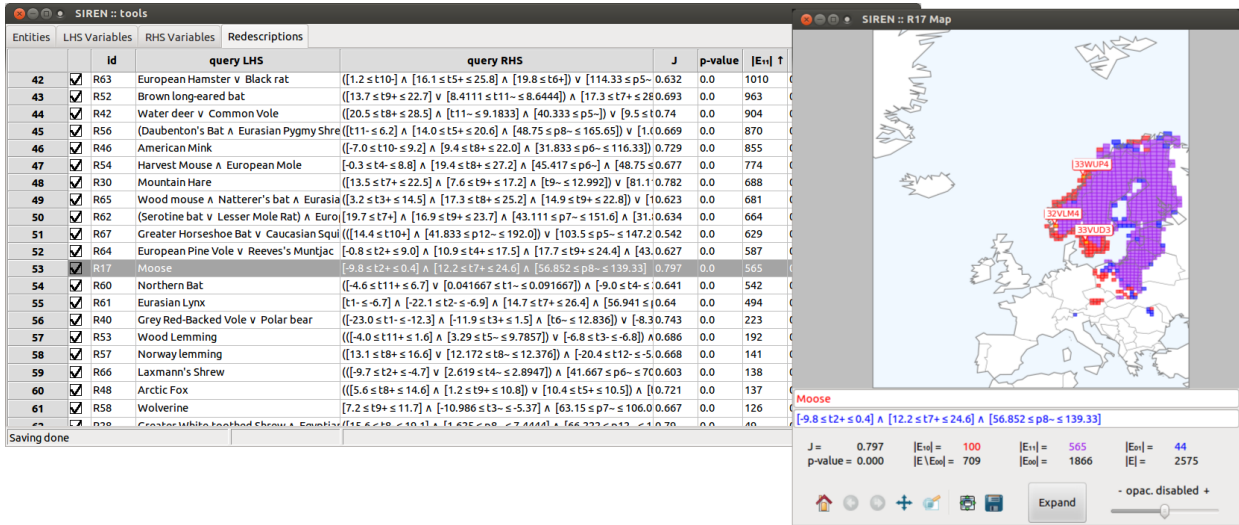 SIREN :: tools
Entities LHS Variables RHS Variables Redescriptions
id query LHS query RHS J p-value |E₁₁| ↑
42 R63 European Hamster ∨ Black rat ([1.2 ≤ t10-] ∧ [16.1 ≤ t5+ ≤ 25.8] ∧ [19.8 ≤ t6+]) ∨ [114.33 ≤ p5~ 0.632 0.0 1010
43 R52 Brown long-eared bat ([13.7 ≤ t9+ ≤ 22.7] ∨ [8.4111 ≤ t11~ ≤ 8.6444]) ∧ [17.3 ≤ t7+ ≤ 28 0.693 0.0 963
44 R42 Water deer ∨ Common Vole ([20.5 ≤ t8+ ≤ 28.5] ∧ [t11~ ≤ 9.1833] ∧ [40.333 ≤ p5~]) ∨ [9.5 ≤ t 0.74 0.0 904
45 R56 (Daubenton's Bat ∧ Eurasian Pygmy Shre ([t11- ≤ 6.2] ∧ [14.0 ≤ t5+ ≤ 20.6] ∧ [48.75 ≤ p8~ ≤ 165.65]) ∨ [1.0 0.669 0.0 870
46 R46 American Mink ([-7.0 ≤ t10- ≤ 9.2] ∧ [9.4 ≤ t8+ ≤ 22.0] ∧ [31.833 ≤ p6~ ≤ 116.33]) 0.729 0.0 855
47 R54 Harvest Mouse ∧ European Mole [-0.3 ≤ t4- ≤ 8.8] ∧ [19.4 ≤ t8+ ≤ 27.2] ∧ [45.417 ≤ p6~] ∧ [48.75 ≤ 0.677 0.0 774
48 R30 Mountain Hare ([13.5 ≤ t7+ ≤ 22.5] ∧ [7.6 ≤ t9+ ≤ 17.2] ∧ [t9~ ≤ 12.992]) ∨ [81.1 0.782 0.0 688
49 R65 Wood mouse ∧ Natterer's bat ∧ Eurasia ([3.2 ≤ t3+ ≤ 14.5] ∧ [17.3 ≤ t8+ ≤ 25.2] ∧ [14.9 ≤ t9+ ≤ 22.8]) ∨ [1 0.623 0.0 681
50 R62 (Serotine bat ∨ Lesser Mole Rat) ∧ Euro [19.7 ≤ t7+] ∧ [16.9 ≤ t9+ ≤ 23.7] ∧ [43.111 ≤ p7~ ≤ 151.6] ∧ [31. 0.634 0.0 664
51 R67 Greater Horseshoe Bat ∨ Caucasian Squi (([14.4 ≤ t10+] ∧ [41.833 ≤ p12~ ≤ 192.0]) ∧ [103.5 ≤ p5~ ≤ 147.2 0.542 0.0 629
52 R64 European Pine Vole ∨ Reeves's Muntjac [-0.8 ≤ t2+ ≤ 9.0] ∧ [10.9 ≤ t4+ ≤ 17.5] ∧ [17.7 ≤ t9+ ≤ 24.4] ∧ [43. 0.627 0.0 587
53 R17 Moose [-9.8 ≤ t2+ ≤ 0.4] ∧ [12.2 ≤ t7+ ≤ 24.6] ∧ [56.852 ≤ p8~ ≤ 139.33] 0.797 0.0 565
54 R60 Northern Bat ([-4.6 ≤ t11+ ≤ 6.7] ∨ [0.041667 ≤ t1~ ≤ 0.091667]) ∧ [-9.0 ≤ t4- ≤ 0.641 0.0 542
55 R61 Eurasian Lynx [t1- ≤ -6.7] ∧ [-22.1 ≤ t2- ≤ -6.9] ∧ [14.7 ≤ t7+ ≤ 26.4] ∧ [56.941 ≤ p 0.64 0.0 494
56 R40 Grey Red-Backed Vole ∨ Polar bear ([-23.0 ≤ t1- ≤ -12.3] ∧ [-11.9 ≤ t3+ ≤ 1.5] ∧ [t6~ ≤ 12.836]) ∨ [-8.3 0.743 0.0 223
57 R53 Wood Lemming (([-4.0 ≤ t11+ ≤ 1.6] ∧ [3.29 ≤ t5~ ≤ 9.7857]) ∨ [-6.8 ≤ t3- ≤ -6.8]) ∧ 0.686 0.0 192
58 R57 Norway lemming ([13.1 ≤ t8+ ≤ 16.6] ∨ [12.172 ≤ t8~ ≤ 12.376]) ∧ [-20.4 ≤ t12- ≤ -5. 0.668 0.0 141
59 R66 Laxmann's Shrew (([-9.7 ≤ t2+ ≤ -4.7] ∨ [2.619 ≤ t4~ ≤ 2.8947]) ∧ [41.667 ≤ p6~ ≤ 70 0.603 0.0 138
60 R48 Arctic Fox (([5.6 ≤ t8+ ≤ 14.6] ∧ [1.2 ≤ t9+ ≤ 10.8]) ∨ [10.4 ≤ t5+ ≤ 10.5]) ∧ [t 0.721 0.0 137
61 R58 Wolverine [7.2 ≤ t9+ ≤ 11.7] ∧ [-10.986 ≤ t3~ ≤ -5.37] ∧ [63.15 ≤ p7~ ≤ 106.0 0.667 0.0 126
Saving done
SIREN :: R17 Map
33WUP4
32VLM4
33VUD3
Moose
[-9.8 ≤ t2+ ≤ 0.4] ∧ [12.2 ≤ t7+ ≤ 24.6] ∧ [56.852 ≤ p8~ ≤ 139.33]
J = 0.797 |E₁₀| = 100 |E₁₁| = 565 |E₀₁| = 44
p-value = 0.000 |E\E₀₀| = 709 |E₀₀| = 1866 |E| = 2575
Expand
- opac. disabled +